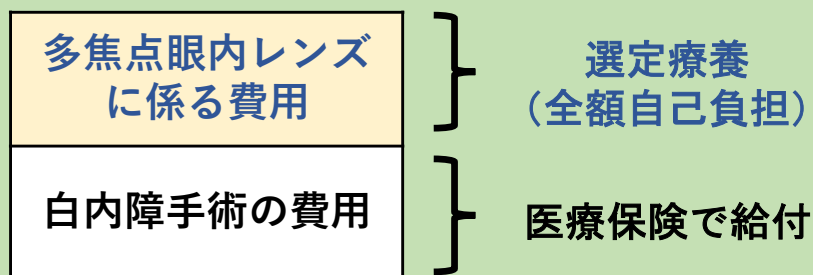 多焦点眼内レンズ
に係る費用
選定療養
（全額自己負担）
白内障手術の費用
医療保険で給付